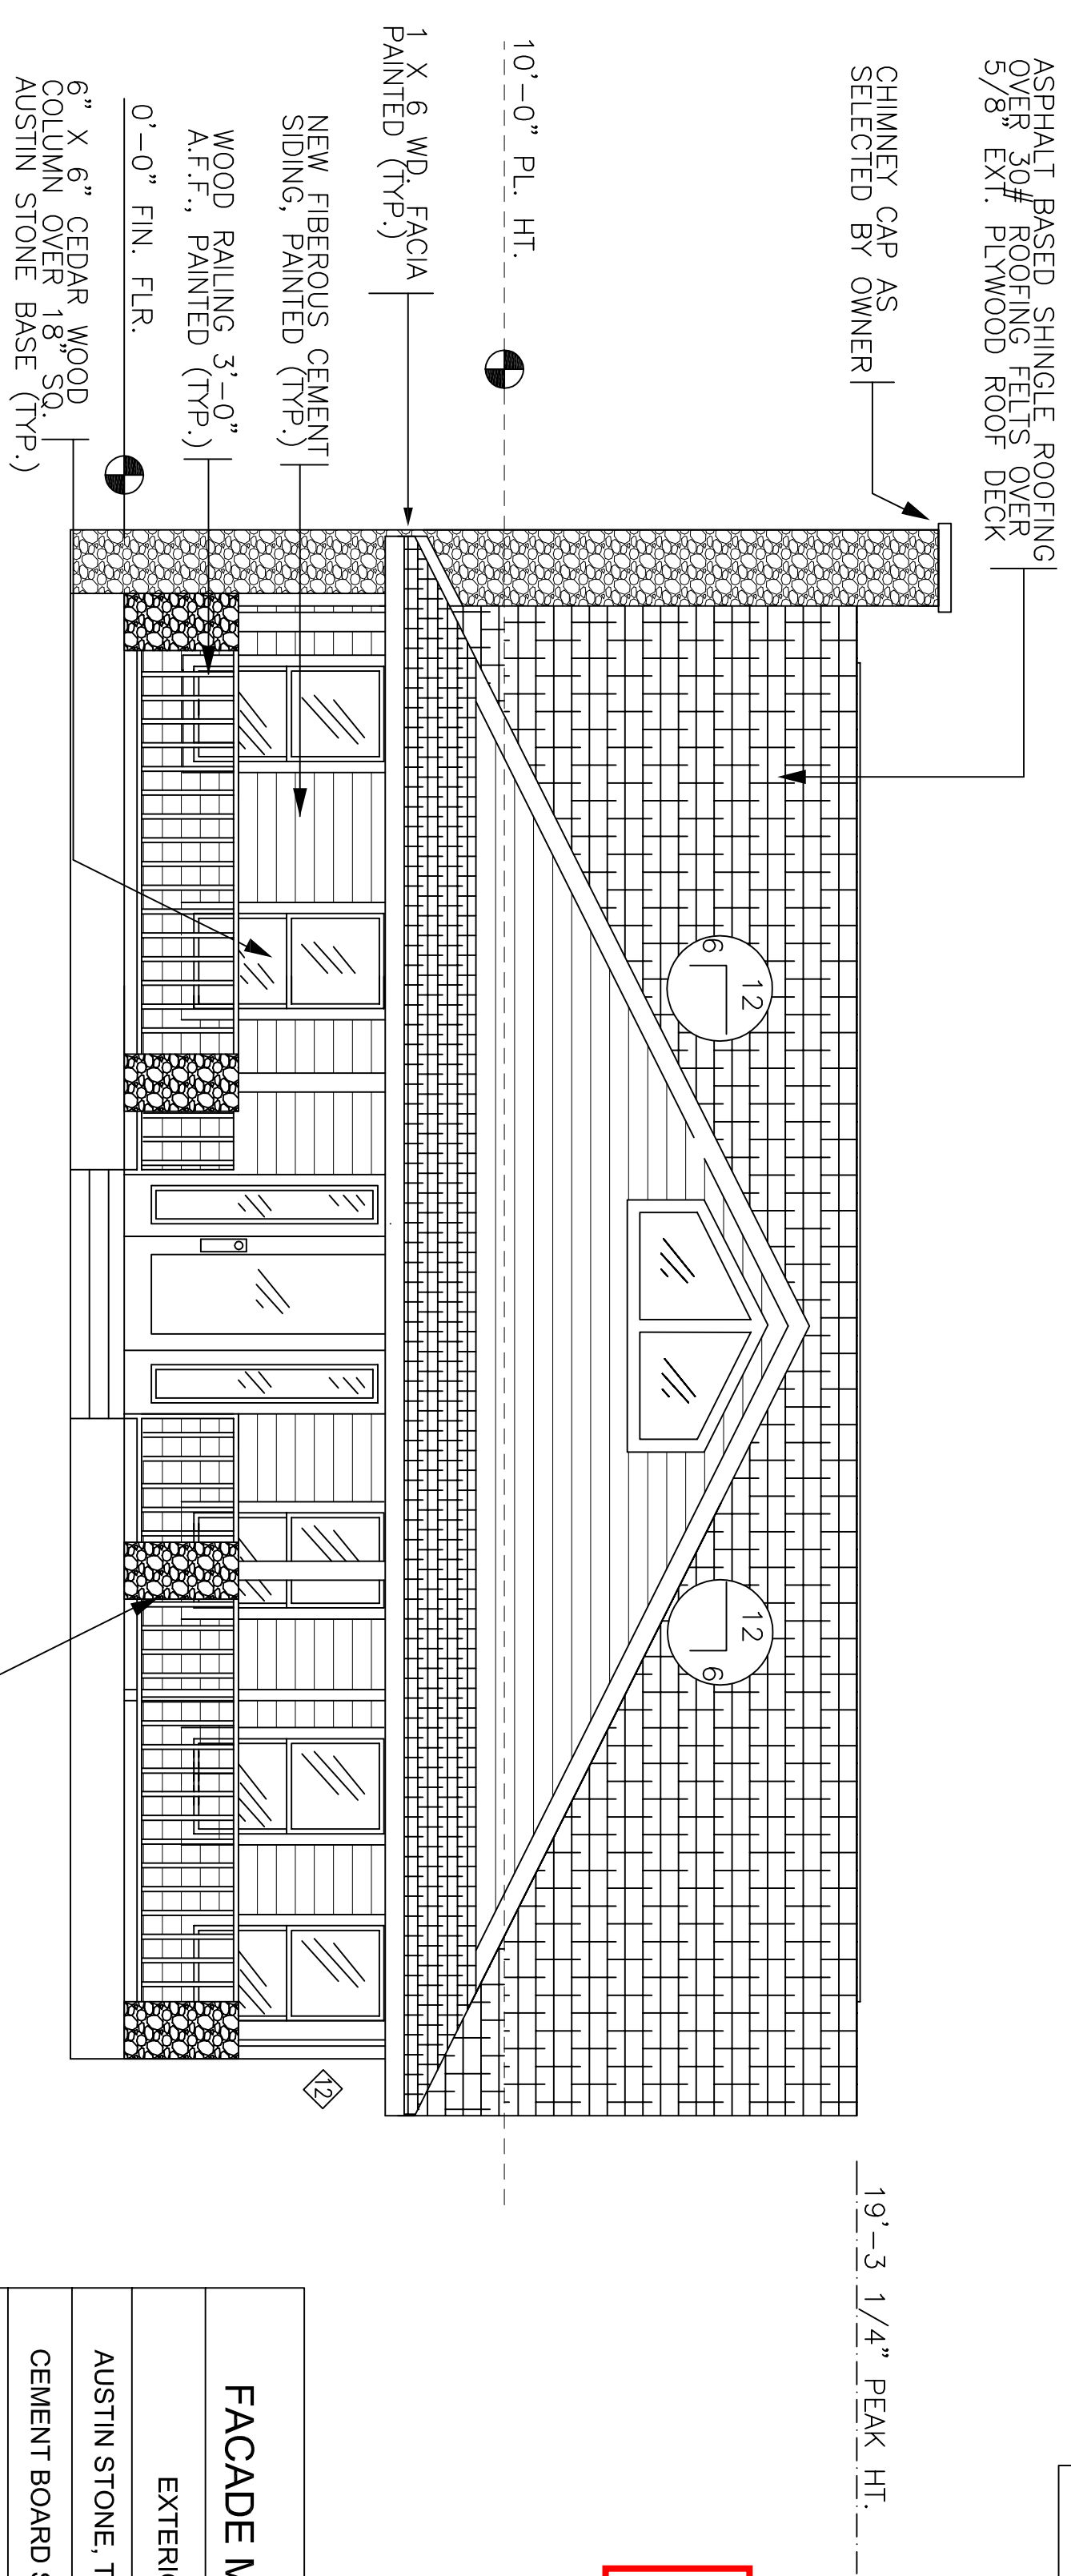 ASPHALT BASED SHINGLE ROOFING
OVER 30# ROOFING FELTS OVER
5/8" EXT. PLYWOOD ROOF DECK
CHIMNEY CAP AS
SELECTED BY OWNER
10'-0" PL. HT.
1 X 6 WD. FACIA
PAINTED (TYP.)
NEW FIBEROUS CEMENT
SIDING, PAINTED (TYP.)
WOOD RAILING 3'-0"
A.F.F., PAINTED (TYP.)
0'-0" FIN. FLR.
6" X 6" CEDAR WOOD
COLUMN OVER 18" SQ.
AUSTIN STONE BASE (TYP.)
12
6
12
6
12
19'-3 1/4" PEAK HT.
FACADE
AUSTIN STONE,
CEMENT BOARD